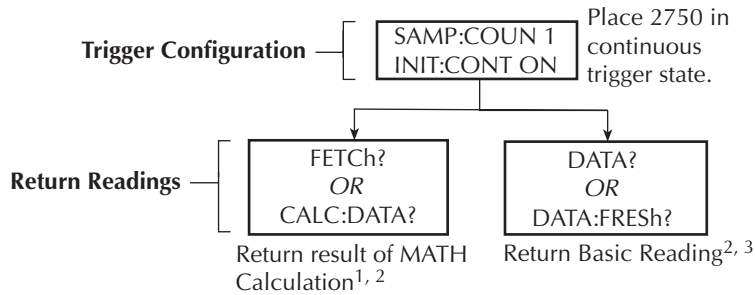 Trigger Configuration
SAMP:COUN 1
INIT:CONT ON
Place 2750 in
continuous
trigger state.
Return Readings
FETCh?
OR
CALC:DATA?
Return result of MATH
Calculation1, 2
DATA?
OR
DATA:FRESh?
Return Basic Reading2, 3